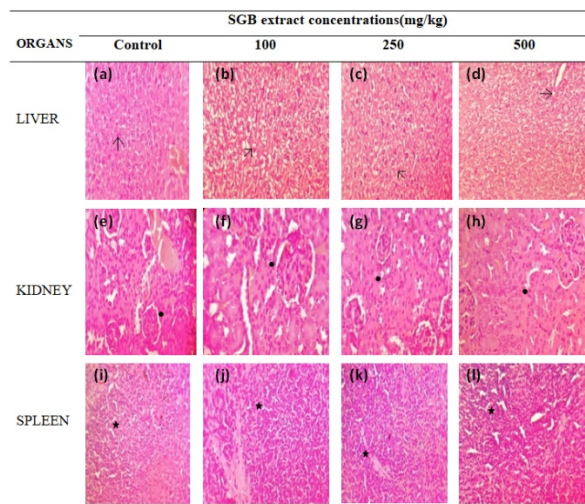 SGB extract concentrations(mg/kg)
ORGANS Control 100 250 500
(a) (b) (c) (d)
LIVER
(e) (f) (g) (h)
KIDNEY
(i) (j) (k) (l)
SPLEEN